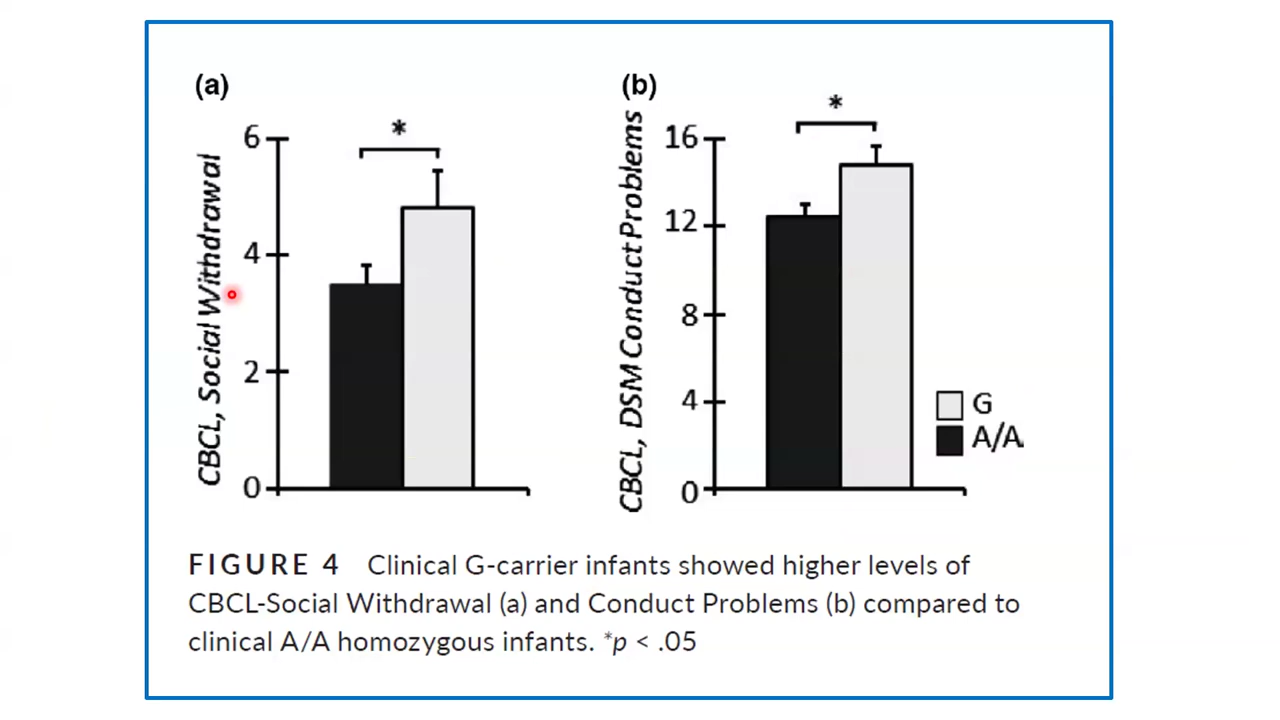 (a)
*
6
4
2
0
CBCL, Social Withdrawal
(b)
*
16
12
8
4
0
CBCL, DSM Conduct Problems
G
A/A
FIGURE 4 Clinical G-carrier infants showed higher levels of
CBCL-Social Withdrawal (a) and Conduct Problems (b) compared to
clinical A/A homozygous infants. *p < .05